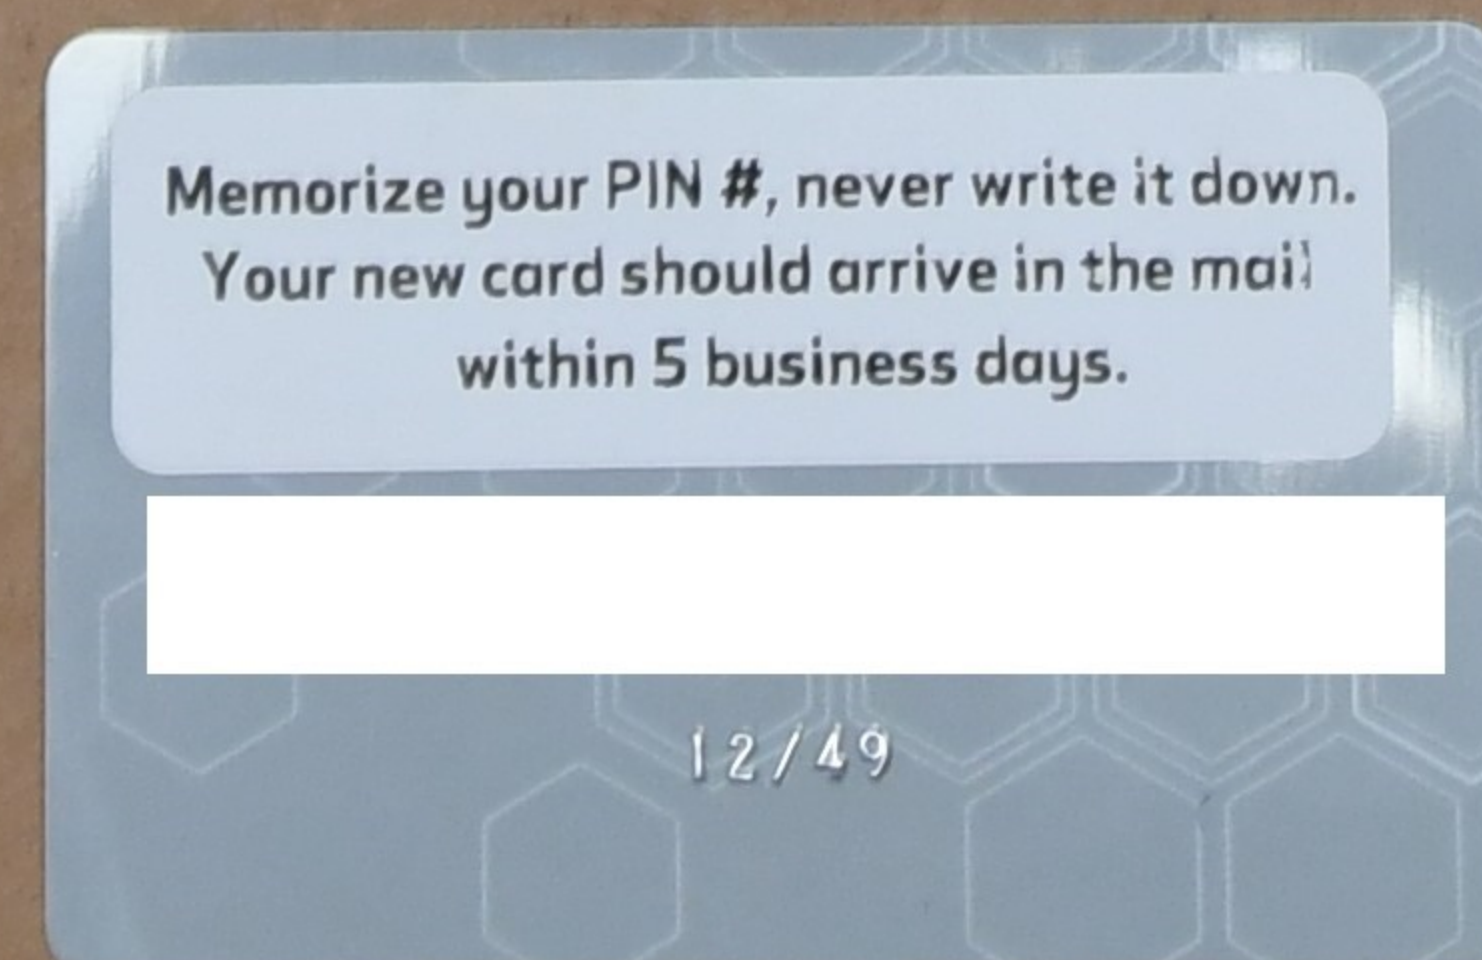 Memorize your PIN #, never write it down.
Your new card should arrive in the mail
within 5 business days.
12/49